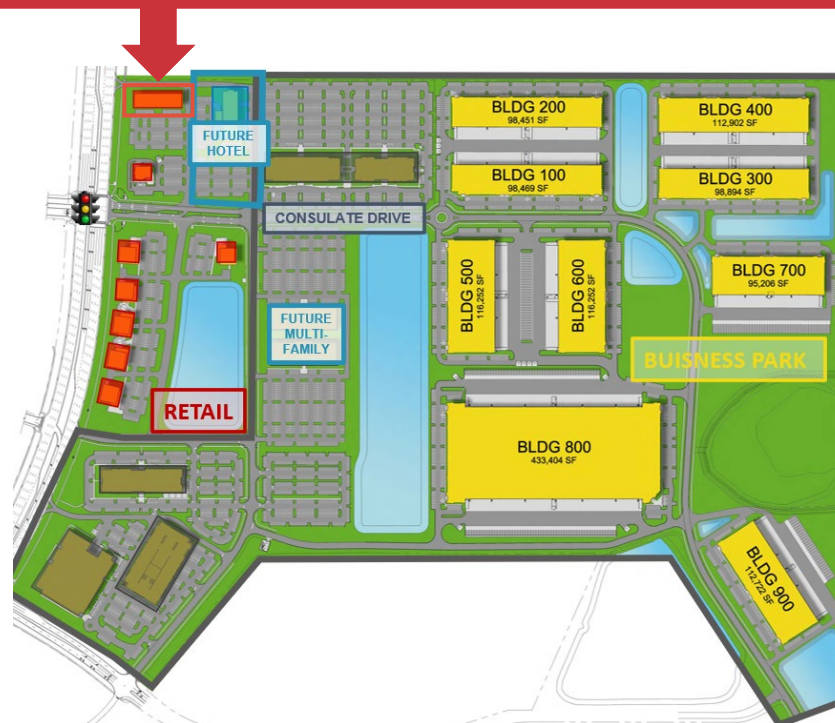 BLDG 200
98,451 SF
BLDG 400
112,902 SF
FUTURE
HOTEL
BLDG 100
98,469 SF
BLDG 300
98,894 SF
CONSULATE DRIVE
BLDG 500
116,252 SF
BLDG 600
116,252 SF
BLDG 700
95,206 SF
FUTURE
MULTI-
FAMILY
BUISNESS PARK
RETAIL
BLDG 800
433,404 SF
BLDG 900
112,722 SF